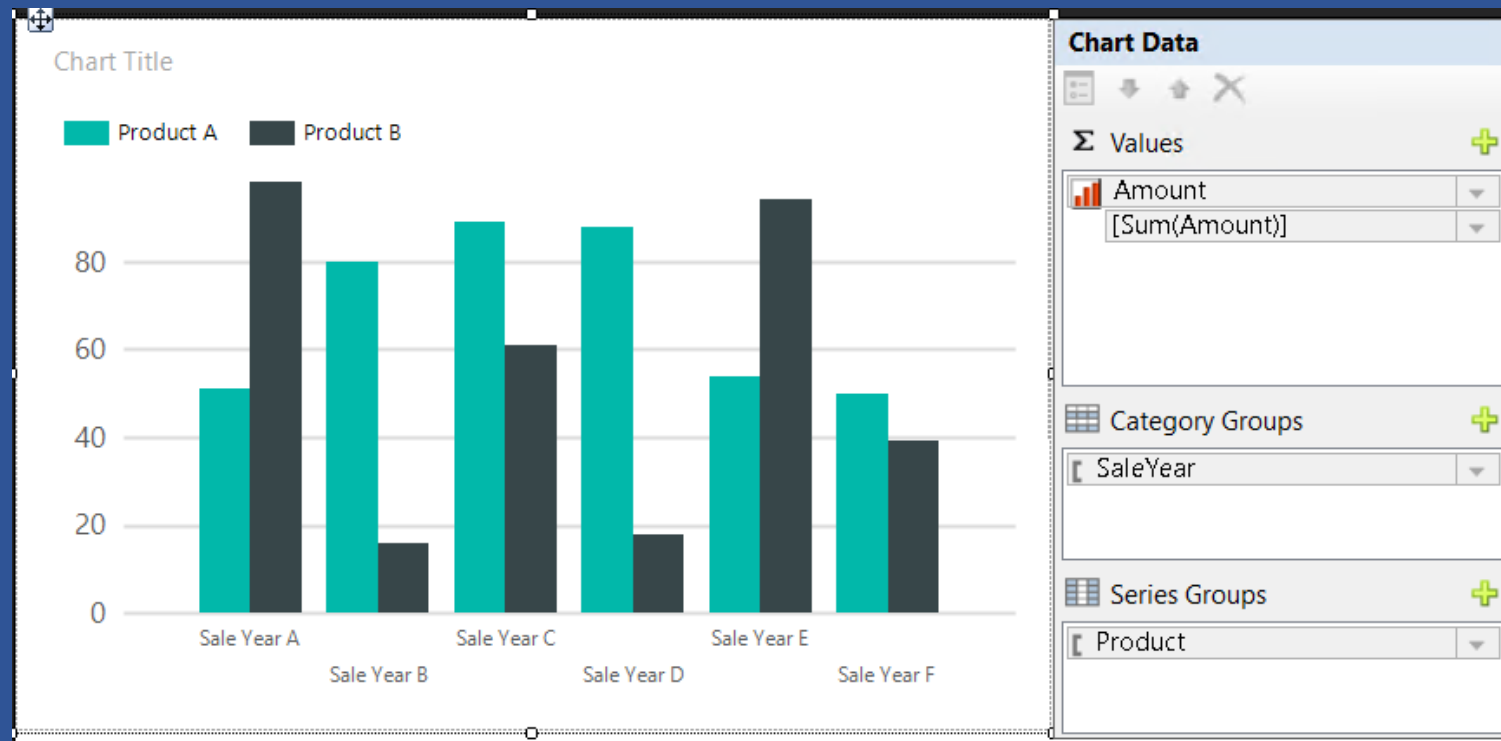 Chart Title
Product A Product B
80
60
40
20
0
Sale Year A Sale Year C Sale Year E
Sale Year B Sale Year D Sale Year F
Chart Data
Σ Values
Amount
[Sum(Amount)]
Category Groups
SaleYear
Series Groups
Product